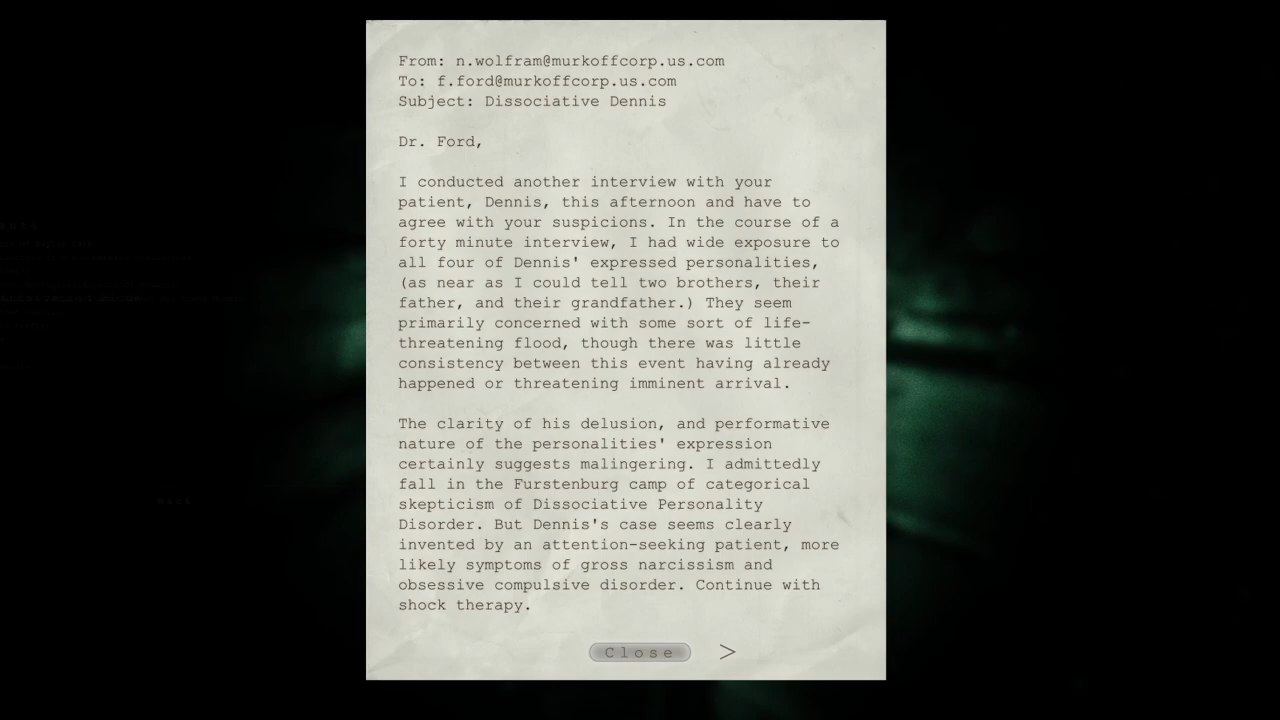 From: n.wolfram@murkoffcorp.us.com
To: f.ford@murkoffcorp.us.com
Subject: Dissociative Dennis
Dr. Ford,
I conducted another interview with your
patient, Dennis, this afternoon and have to
agree with your suspicions. In the course of a
forty minute interview, I had wide exposure to
all four of Dennis' expressed personalities,
(as near as I could tell two brothers, their
father, and their grandfather.) They seem
primarily concerned with some sort of life-
threatening flood, though there was little
consistency between this event having already
happened or threatening imminent arrival.
The clarity of his delusion, and performative
nature of the personalities' expression
certainly suggests malingering. I admittedly
fall in the Furstenburg camp of categorical
skepticism of Dissociative Personality
Disorder. But Dennis's case seems clearly
invented by an attention-seeking patient, more
likely symptoms of gross narcissism and
obsessive compulsive disorder. Continue with
shock therapy.
Close >
Back